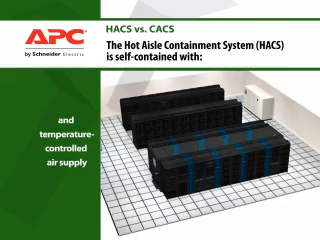 HACS vs. CACS
APC
by Schneider Electric
The Hot Aisle Containment System (HACS)
is self-contained with:
and
temperature-
controlled
air supply